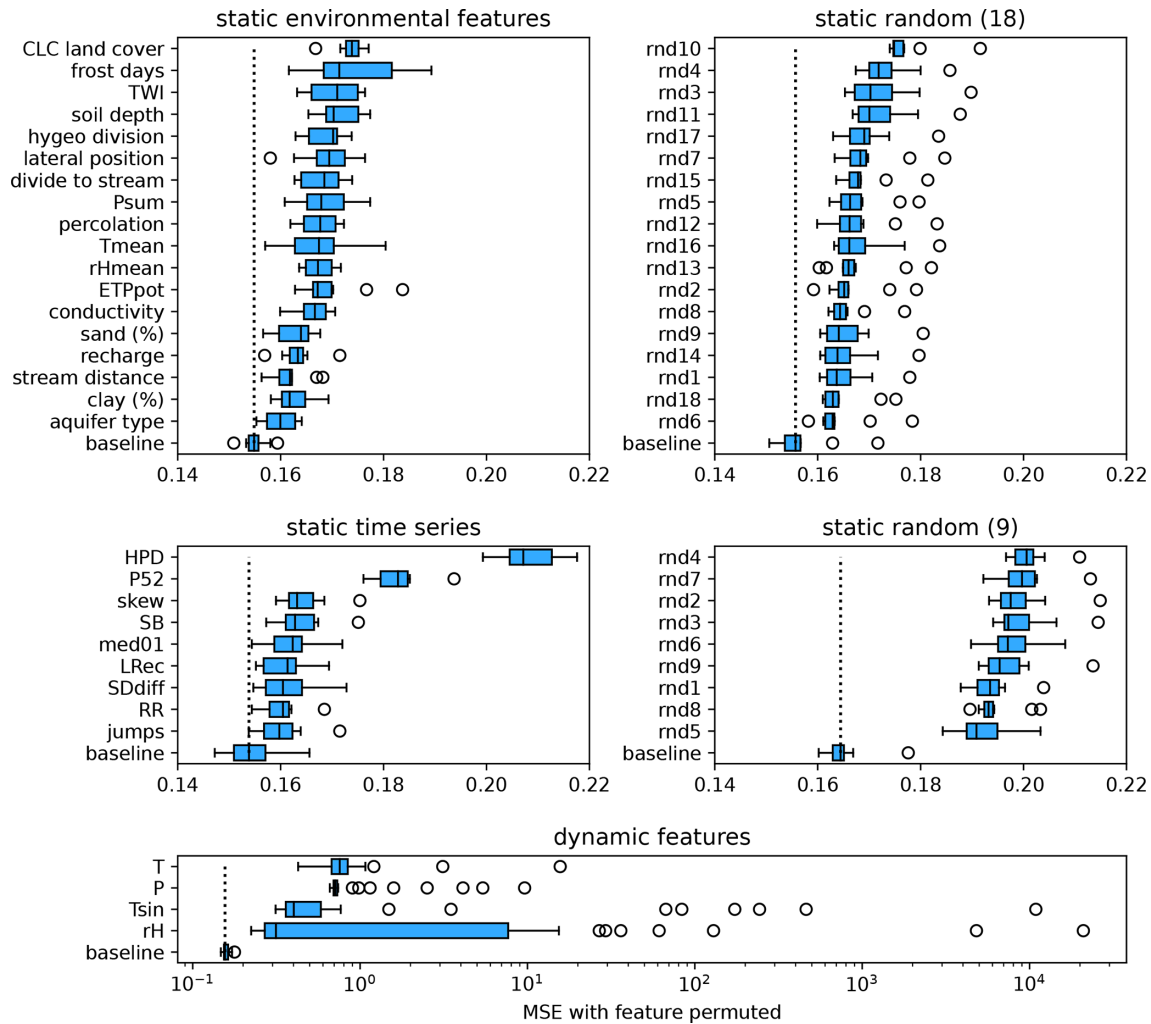 static environmental features
CLC land cover
frost days
TWI
soil depth
hygeo division
lateral position
divide to stream
Psum
percolation
Tmean
rHmean
ETPpot
conductivity
sand (%)
recharge
stream distance
clay (%)
aquifer type
baseline
0.14 0.16 0.18 0.20 0.22
static random (18)
rnd10
rnd4
rnd3
rnd11
rnd17
rnd7
rnd15
rnd5
rnd12
rnd16
rnd13
rnd2
rnd8
rnd9
rnd14
rnd1
rnd18
rnd6
baseline
0.14 0.16 0.18 0.20 0.22
static time series
HPD
P52
skew
SB
med01
LRec
SDdiff
RR
jumps
baseline
0.14 0.16 0.18 0.20 0.22
static random (9)
rnd4
rnd7
rnd2
rnd3
rnd6
rnd9
rnd1
rnd8
rnd5
baseline
0.14 0.16 0.18 0.20 0.22
dynamic features
T
P
Tsin
rH
baseline
10⁻¹ 10⁰ 10¹ 10² 10³ 10⁴
MSE with feature permuted